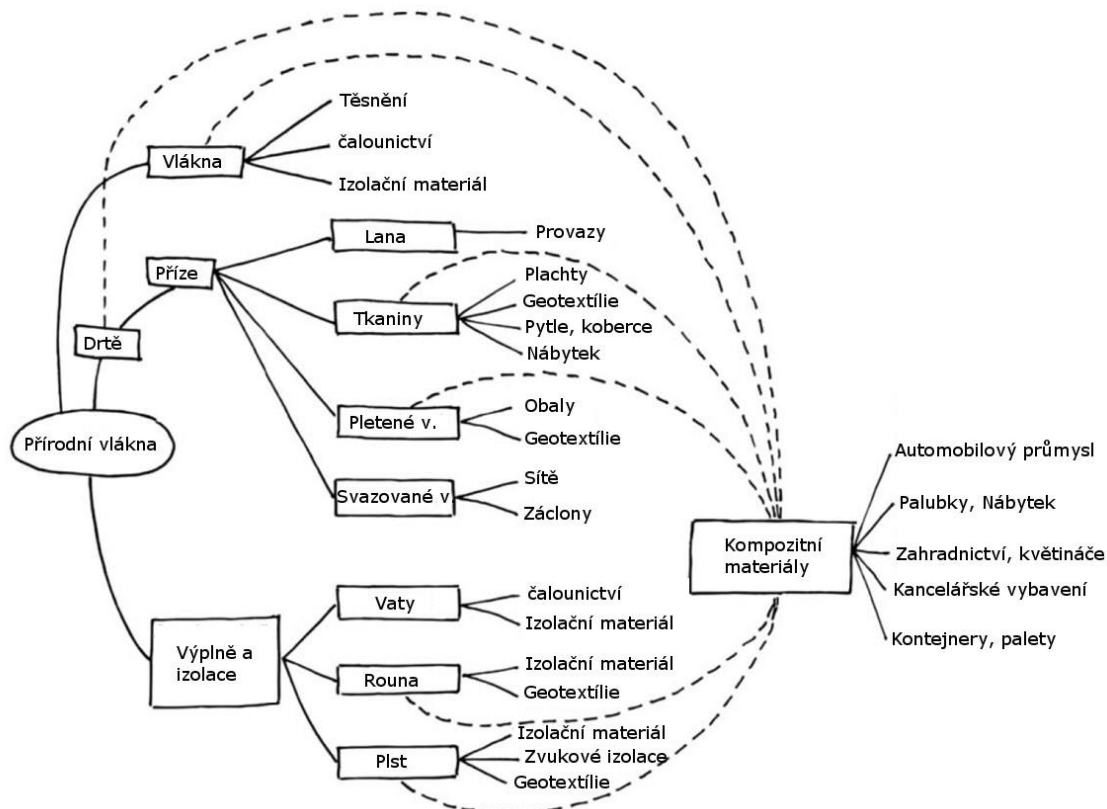 Těsnění
čalounictví
Vlákna
Izolační materiál
Lana
Provazy
Příze
Plachty
Geotextílie
Tkaniny
Pytle, koberce
Nábytek
Drtě
Obaly
Pletené v.
Geotextílie
Přírodní vlákna
Sítě
Svazované v.
Záclony
Automobilový průmysl
Palubky, Nábytek
Kompozitní
materiály
Zahradnictví, květináče
Kancelářské vybavení
Kontejnery, palety
Vaty
čalounictví
Izolační materiál
Výplně a
izolace
Rouna
Izolační materiál
Geotextílie
Plst
Izolační materiál
Zvukové izolace
Geotextílie